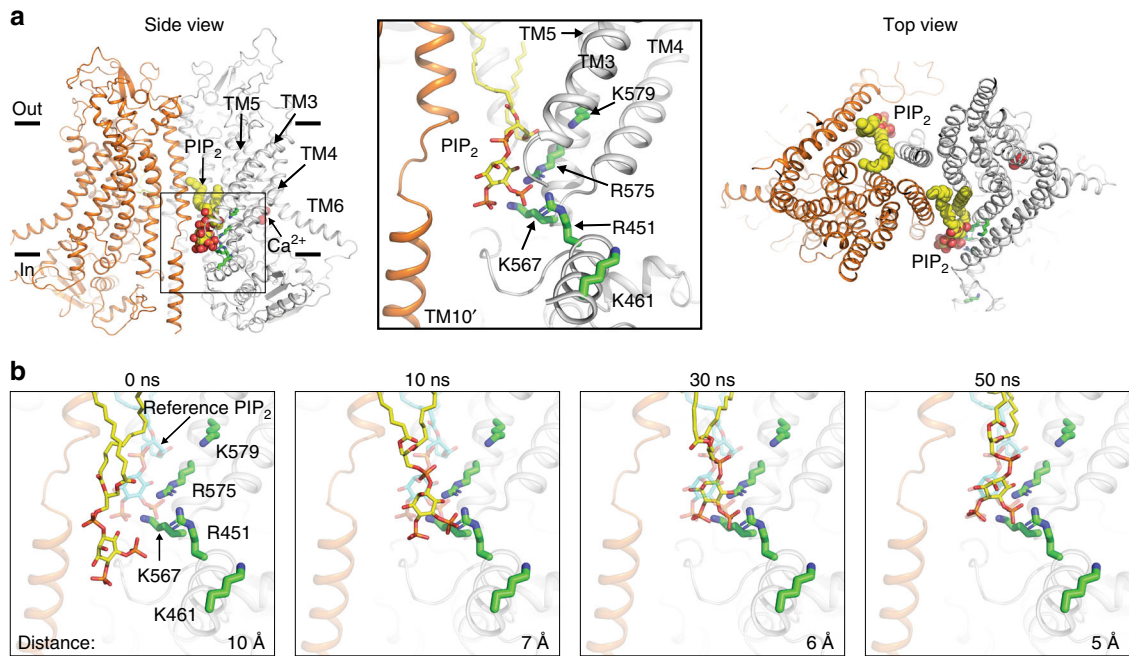 a
Side view
Out
In
TM5
TM3
PIP2
TM4
TM6
Ca2+
TM5
TM3
TM4
K579
PIP2
R575
R451
K567
K461
TM10′
Top view
PIP2
PIP2
b
0 ns
Reference PIP2
K579
R575
R451
K567
K461
Distance:
10 Å
10 ns
7 Å
30 ns
6 Å
50 ns
5 Å